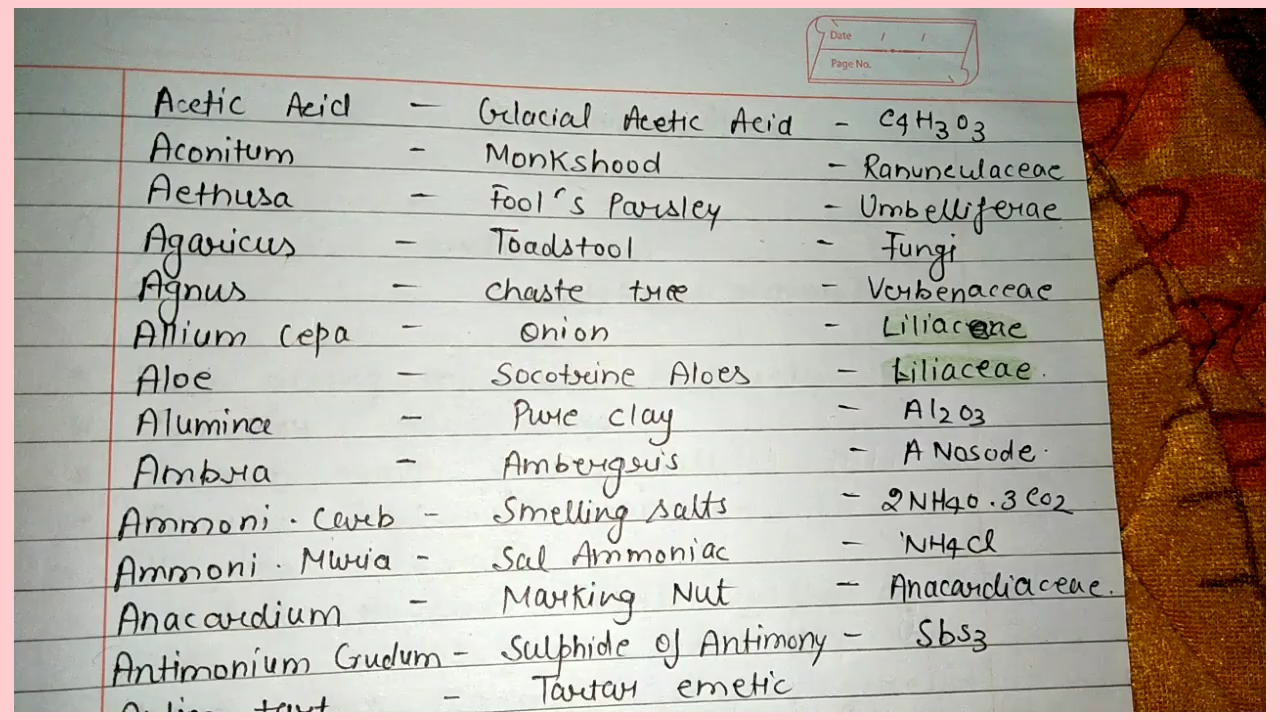 Date / /
Page No.
Acetic Acid — Glacial Acetic Acid - C4H3O3
Aconitum - Monkshood - Ranunculaceae
Aethusa - Fool's Parsley - Umbelliferae
Agaricus - Toadstool - Fungi
Agnus - chaste tree - Verbenaceae
Allium Cepa - Onion - Liliaceae
Aloe - Socotrine Aloes - Liliaceae.
Alumina - Pure clay - Al2O3
Ambra - Ambergris - A Nosode.
Ammoni. Carb - Smelling salts - 2NH4O.3CO2
Ammoni. Muria - Sal Ammoniac - NH4Cl
Anacardium - Marking Nut - Anacardiaceae.
Antimonium Crudum - Sulphide of Antimony - SbS3
tart - Tartar emetic